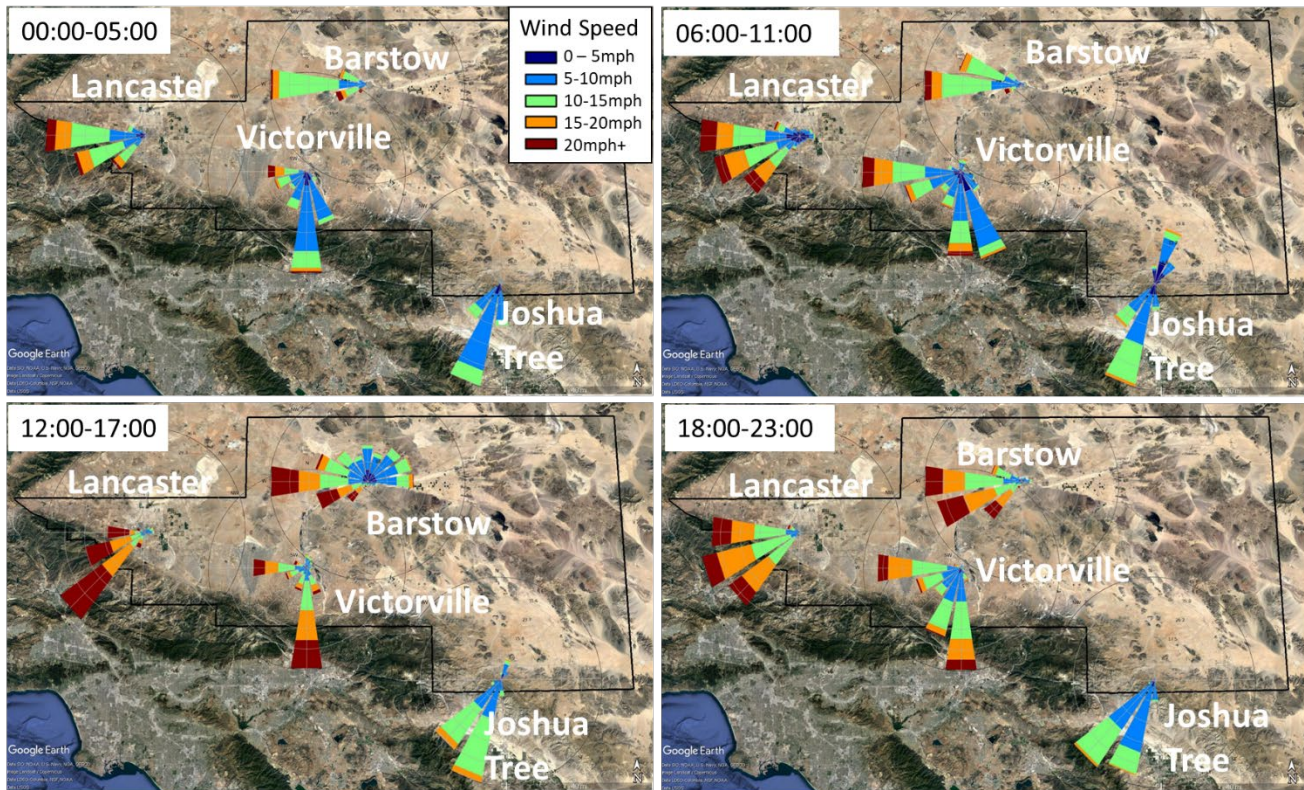 00:00-05:00
Lancaster
Barstow
Victorville
Joshua
Tree
Google Earth
N
Wind Speed
0 – 5mph
5-10mph
10-15mph
15-20mph
20mph+
06:00-11:00
Lancaster
Barstow
Victorville
Joshua
Tree
Google Earth
N
12:00-17:00
Lancaster
Barstow
Victorville
Joshua
Tree
Google Earth
N
18:00-23:00
Lancaster
Barstow
Victorville
Joshua
Tree
Google Earth
N